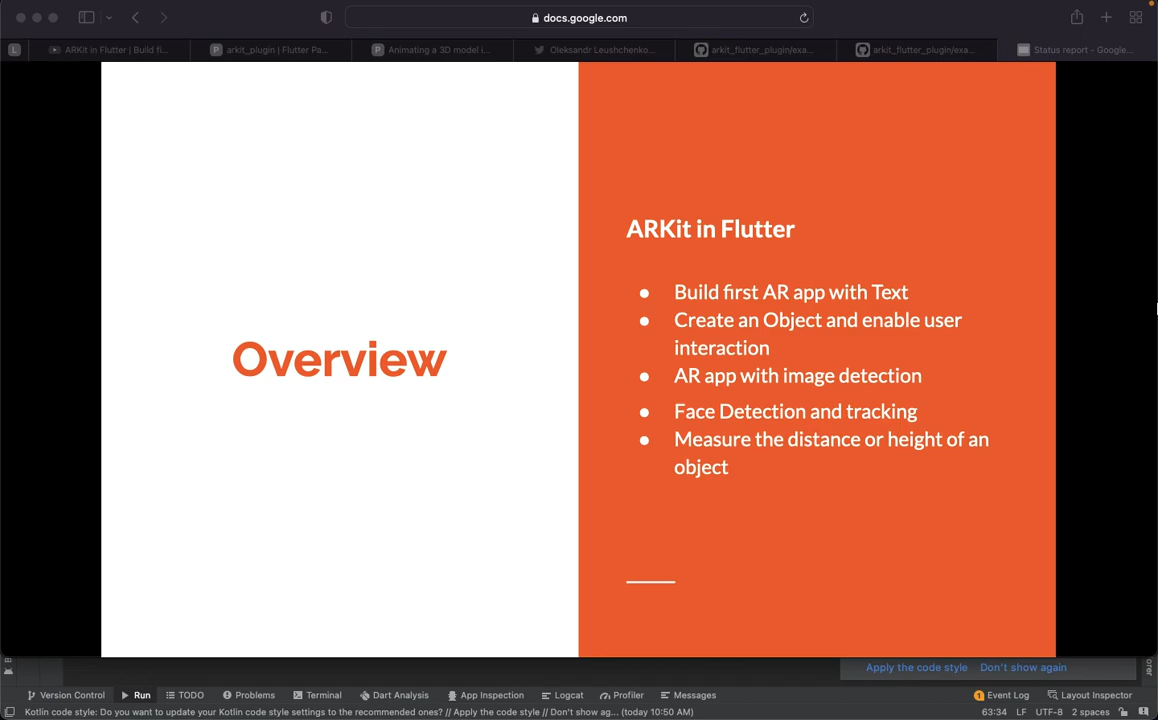 docs.google.com
L
ARKit in Flutter | Build fi...
arkit_plugin | Flutter Pa...
Animating a 3D model i...
Oleksandr Leushchenko...
arkit_flutter_plugin/exa...
arkit_flutter_plugin/exa...
Status report - Google...
Overview
ARKit in Flutter
● Build first AR app with Text
● Create an Object and enable user
interaction
● AR app with image detection
● Face Detection and tracking
● Measure the distance or height of an
object
Apply the code style Don't show again
Version Control Run TODO Problems Terminal Dart Analysis App Inspection Logcat Profiler Messages 1 Event Log Layout Inspector
Kotlin code style: Do you want to update your Kotlin code style settings to the recommended ones? // Apply the code style // Don't show ag... (today 10:50 AM) 63:34 LF UTF-8 2 spaces